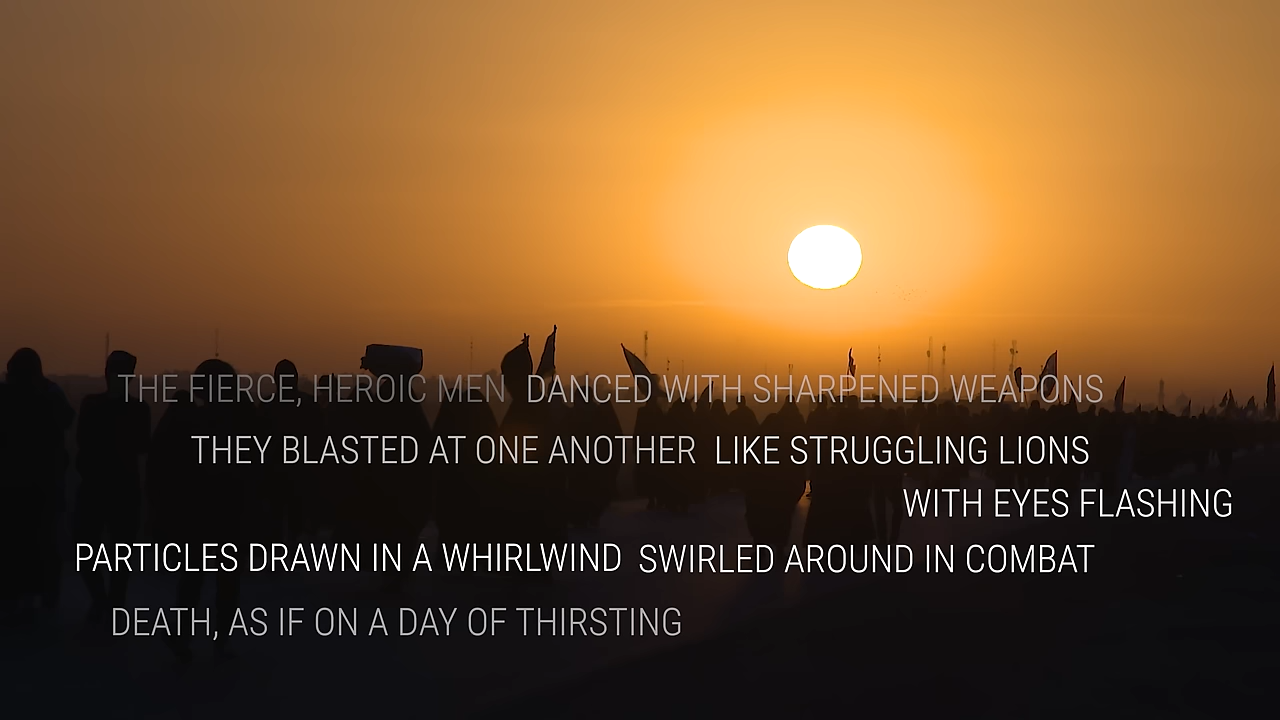 THE FIERCE, HEROIC MEN DANCED WITH SHARPENED WEAPONS
THEY BLASTED AT ONE ANOTHER LIKE STRUGGLING LIONS
WITH EYES FLASHING
PARTICLES DRAWN IN A WHIRLWIND SWIRLED AROUND IN COMBAT
DEATH, AS IF ON A DAY OF THIRSTING